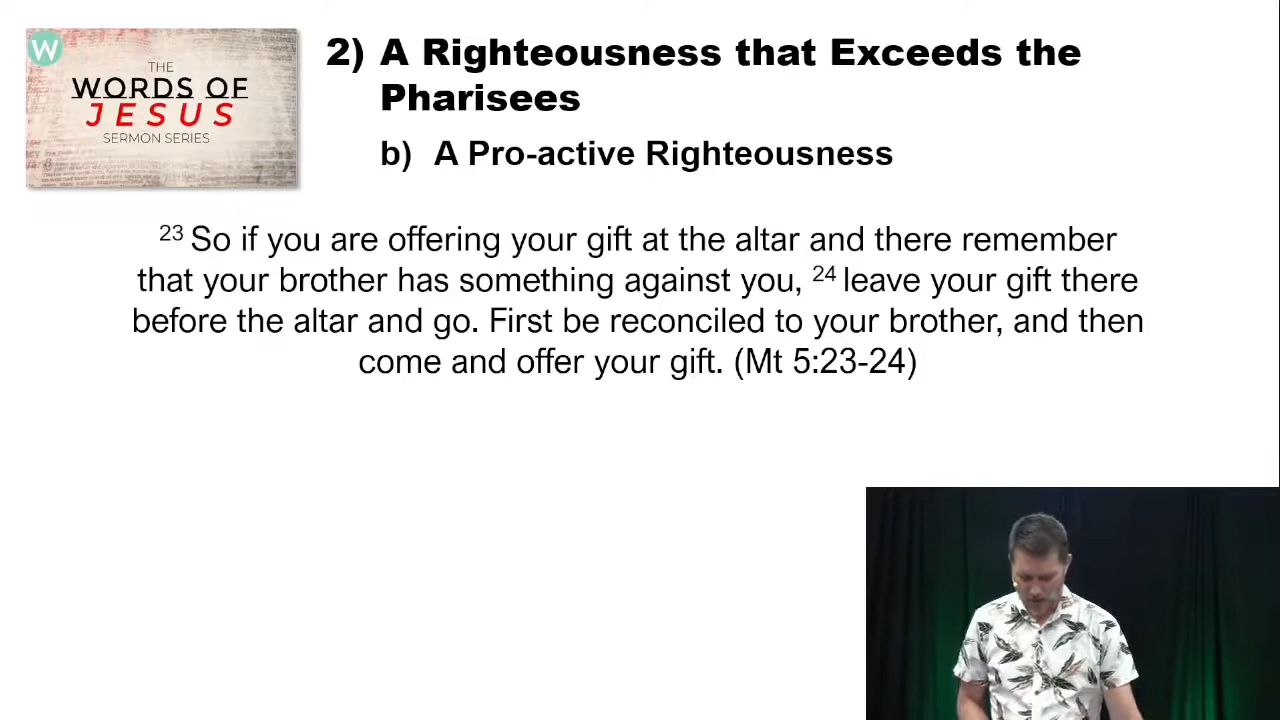 W
THE
WORDS OF
JESUS
SERMON SERIES
2) A Righteousness that Exceeds the
Pharisees
b) A Pro-active Righteousness
23 So if you are offering your gift at the altar and there remember
that your brother has something against you, 24 leave your gift there
before the altar and go. First be reconciled to your brother, and then
come and offer your gift. (Mt 5:23-24)